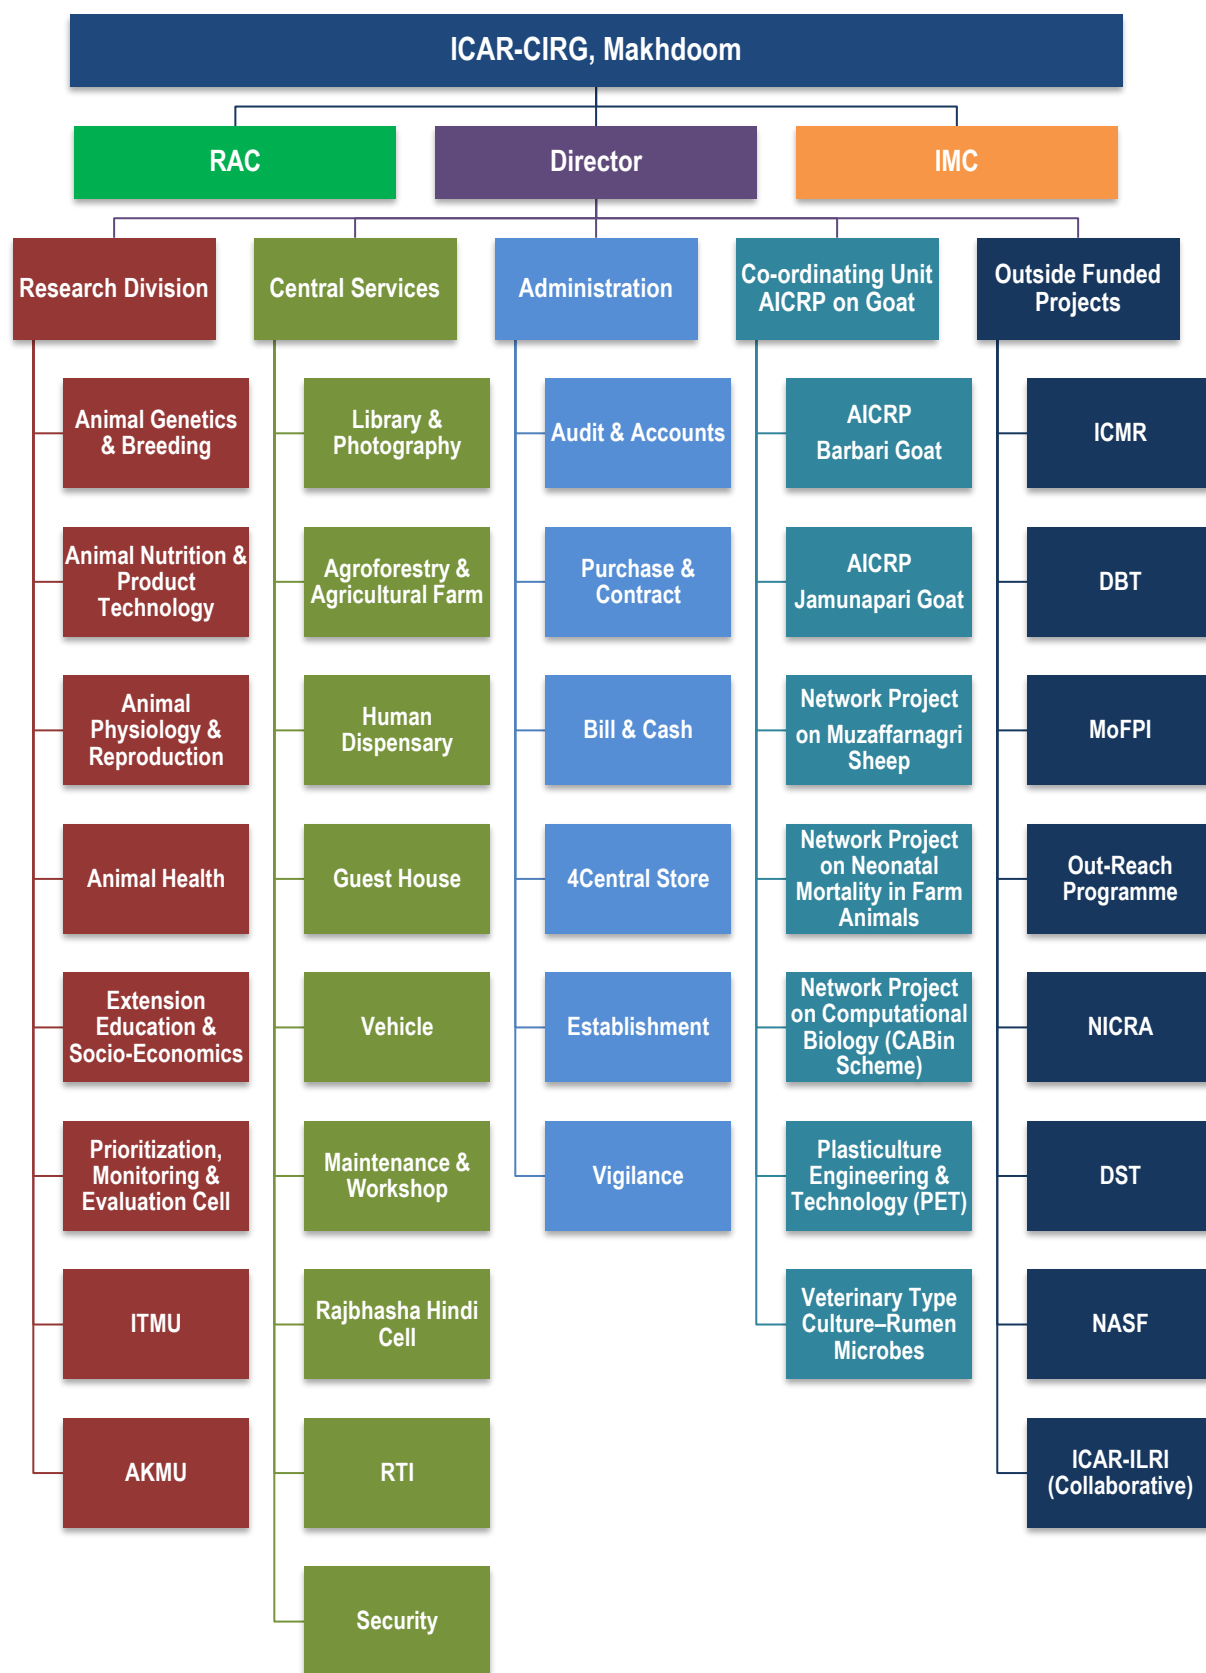 ICAR-CIRG, Makhdoom
RAC
Director
IMC
Research Division
Central Services
Administration
Co-ordinating Unit
AICRP on Goat
Outside Funded
Projects
Animal Genetics
& Breeding
Animal Nutrition &
Product
Technology
Animal
Physiology &
Reproduction
Animal Health
Extension
Education &
Socio-Economics
Prioritization,
Monitoring &
Evaluation Cell
ITMU
AKMU
Library &
Photography
Agroforestry &
Agricultural Farm
Human
Dispensary
Guest House
Vehicle
Maintenance &
Workshop
Rajbhasha Hindi
Cell
RTI
Security
Audit & Accounts
Purchase &
Contract
Bill & Cash
4Central Store
Establishment
Vigilance
AICRP
Barbari Goat
AICRP
Jamunapari Goat
Network Project
on Muzaffarnagri
Sheep
Network Project
on Neonatal
Mortality in Farm
Animals
Network Project
on Computational
Biology (CABin
Scheme)
Plasticulture
Engineering &
Technology (PET)
Veterinary Type
Culture–Rumen
Microbes
ICMR
DBT
MoFPI
Out-Reach
Programme
NICRA
DST
NASF
ICAR-ILRI
(Collaborative)